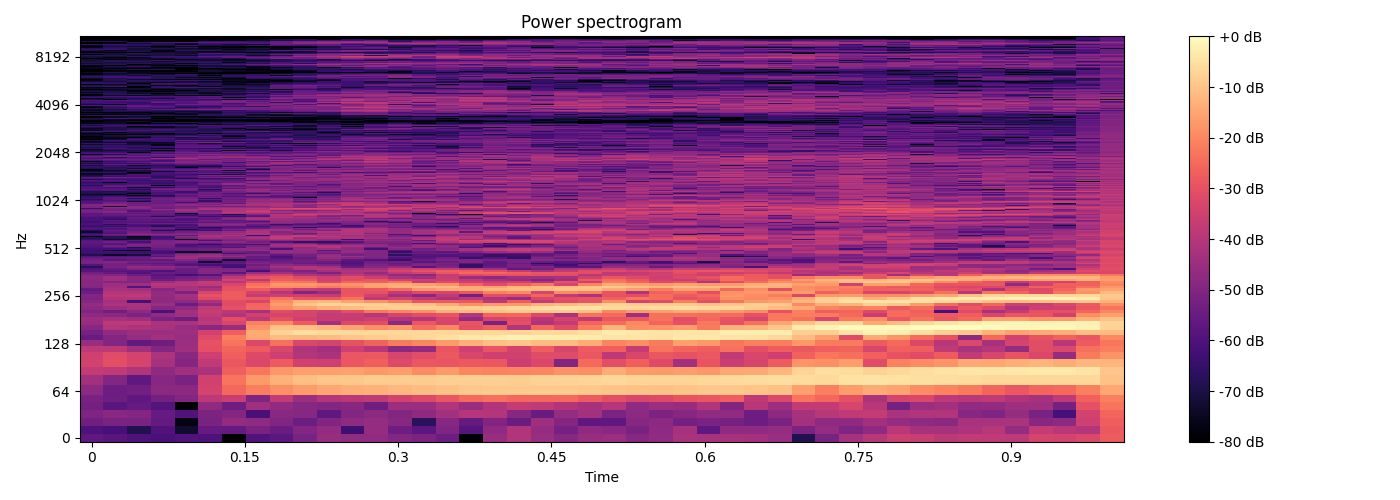 Power spectrogram
8192
4096
2048
1024
512
256
128
64
0
Hz
0 0.15 0.3 0.45 0.6 0.75 0.9
Time
+0 dB
-10 dB
-20 dB
-30 dB
-40 dB
-50 dB
-60 dB
-70 dB
-80 dB